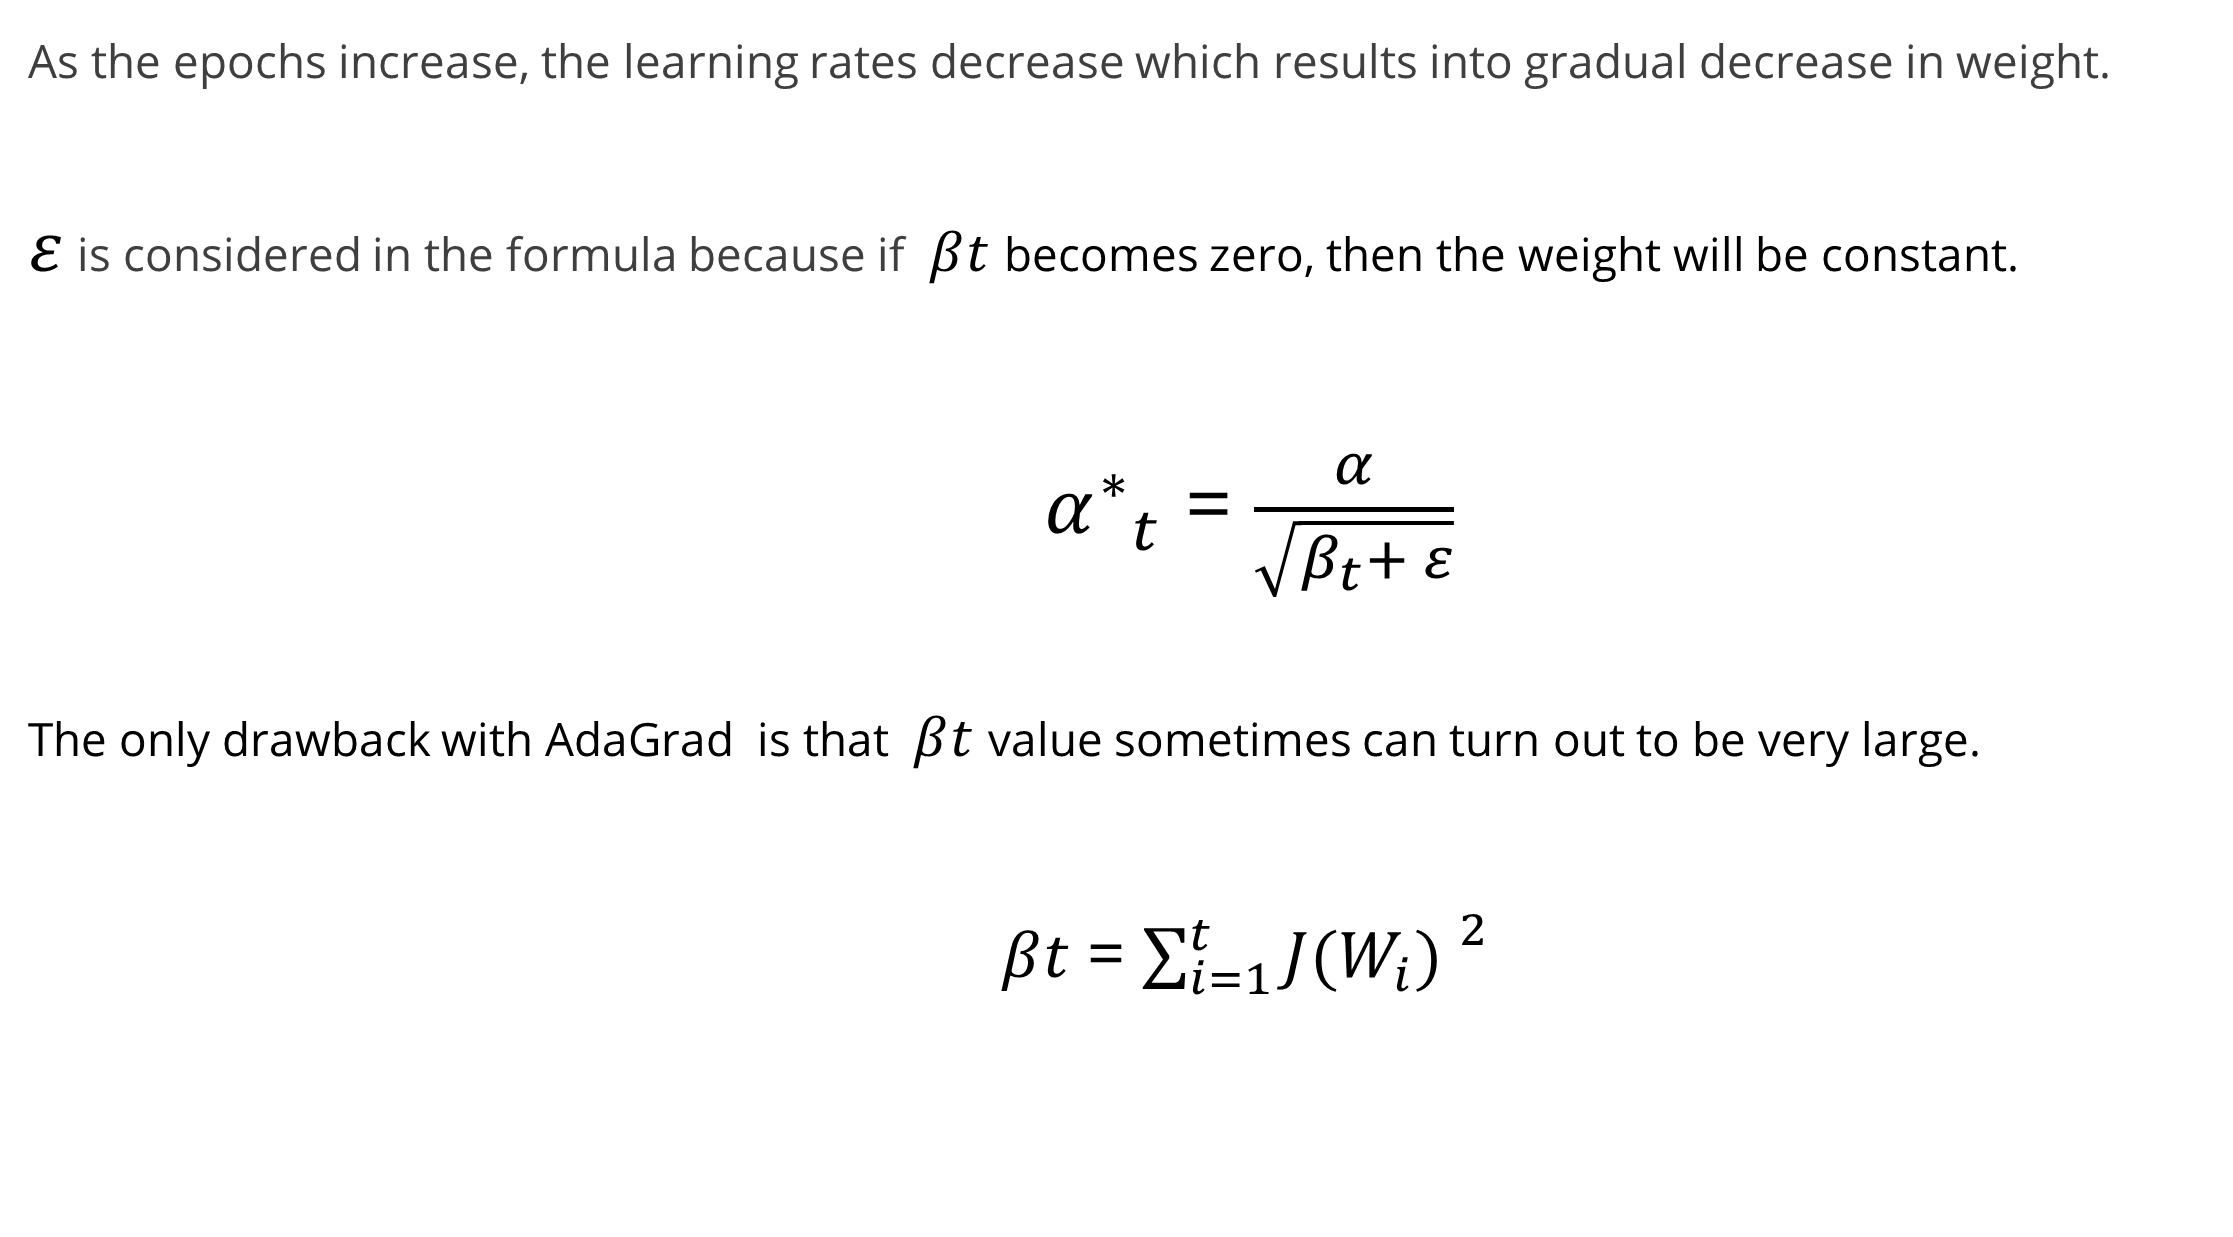 As the epochs increase, the learning rates decrease which results into gradual decrease in weight.
ε is considered in the formula because if βt becomes zero, then the weight will be constant.
α*t = α / √(βt + ε)
The only drawback with AdaGrad is that βt value sometimes can turn out to be very large.
βt = ∑ᵗᵢ₌₁ J(Wᵢ) ²